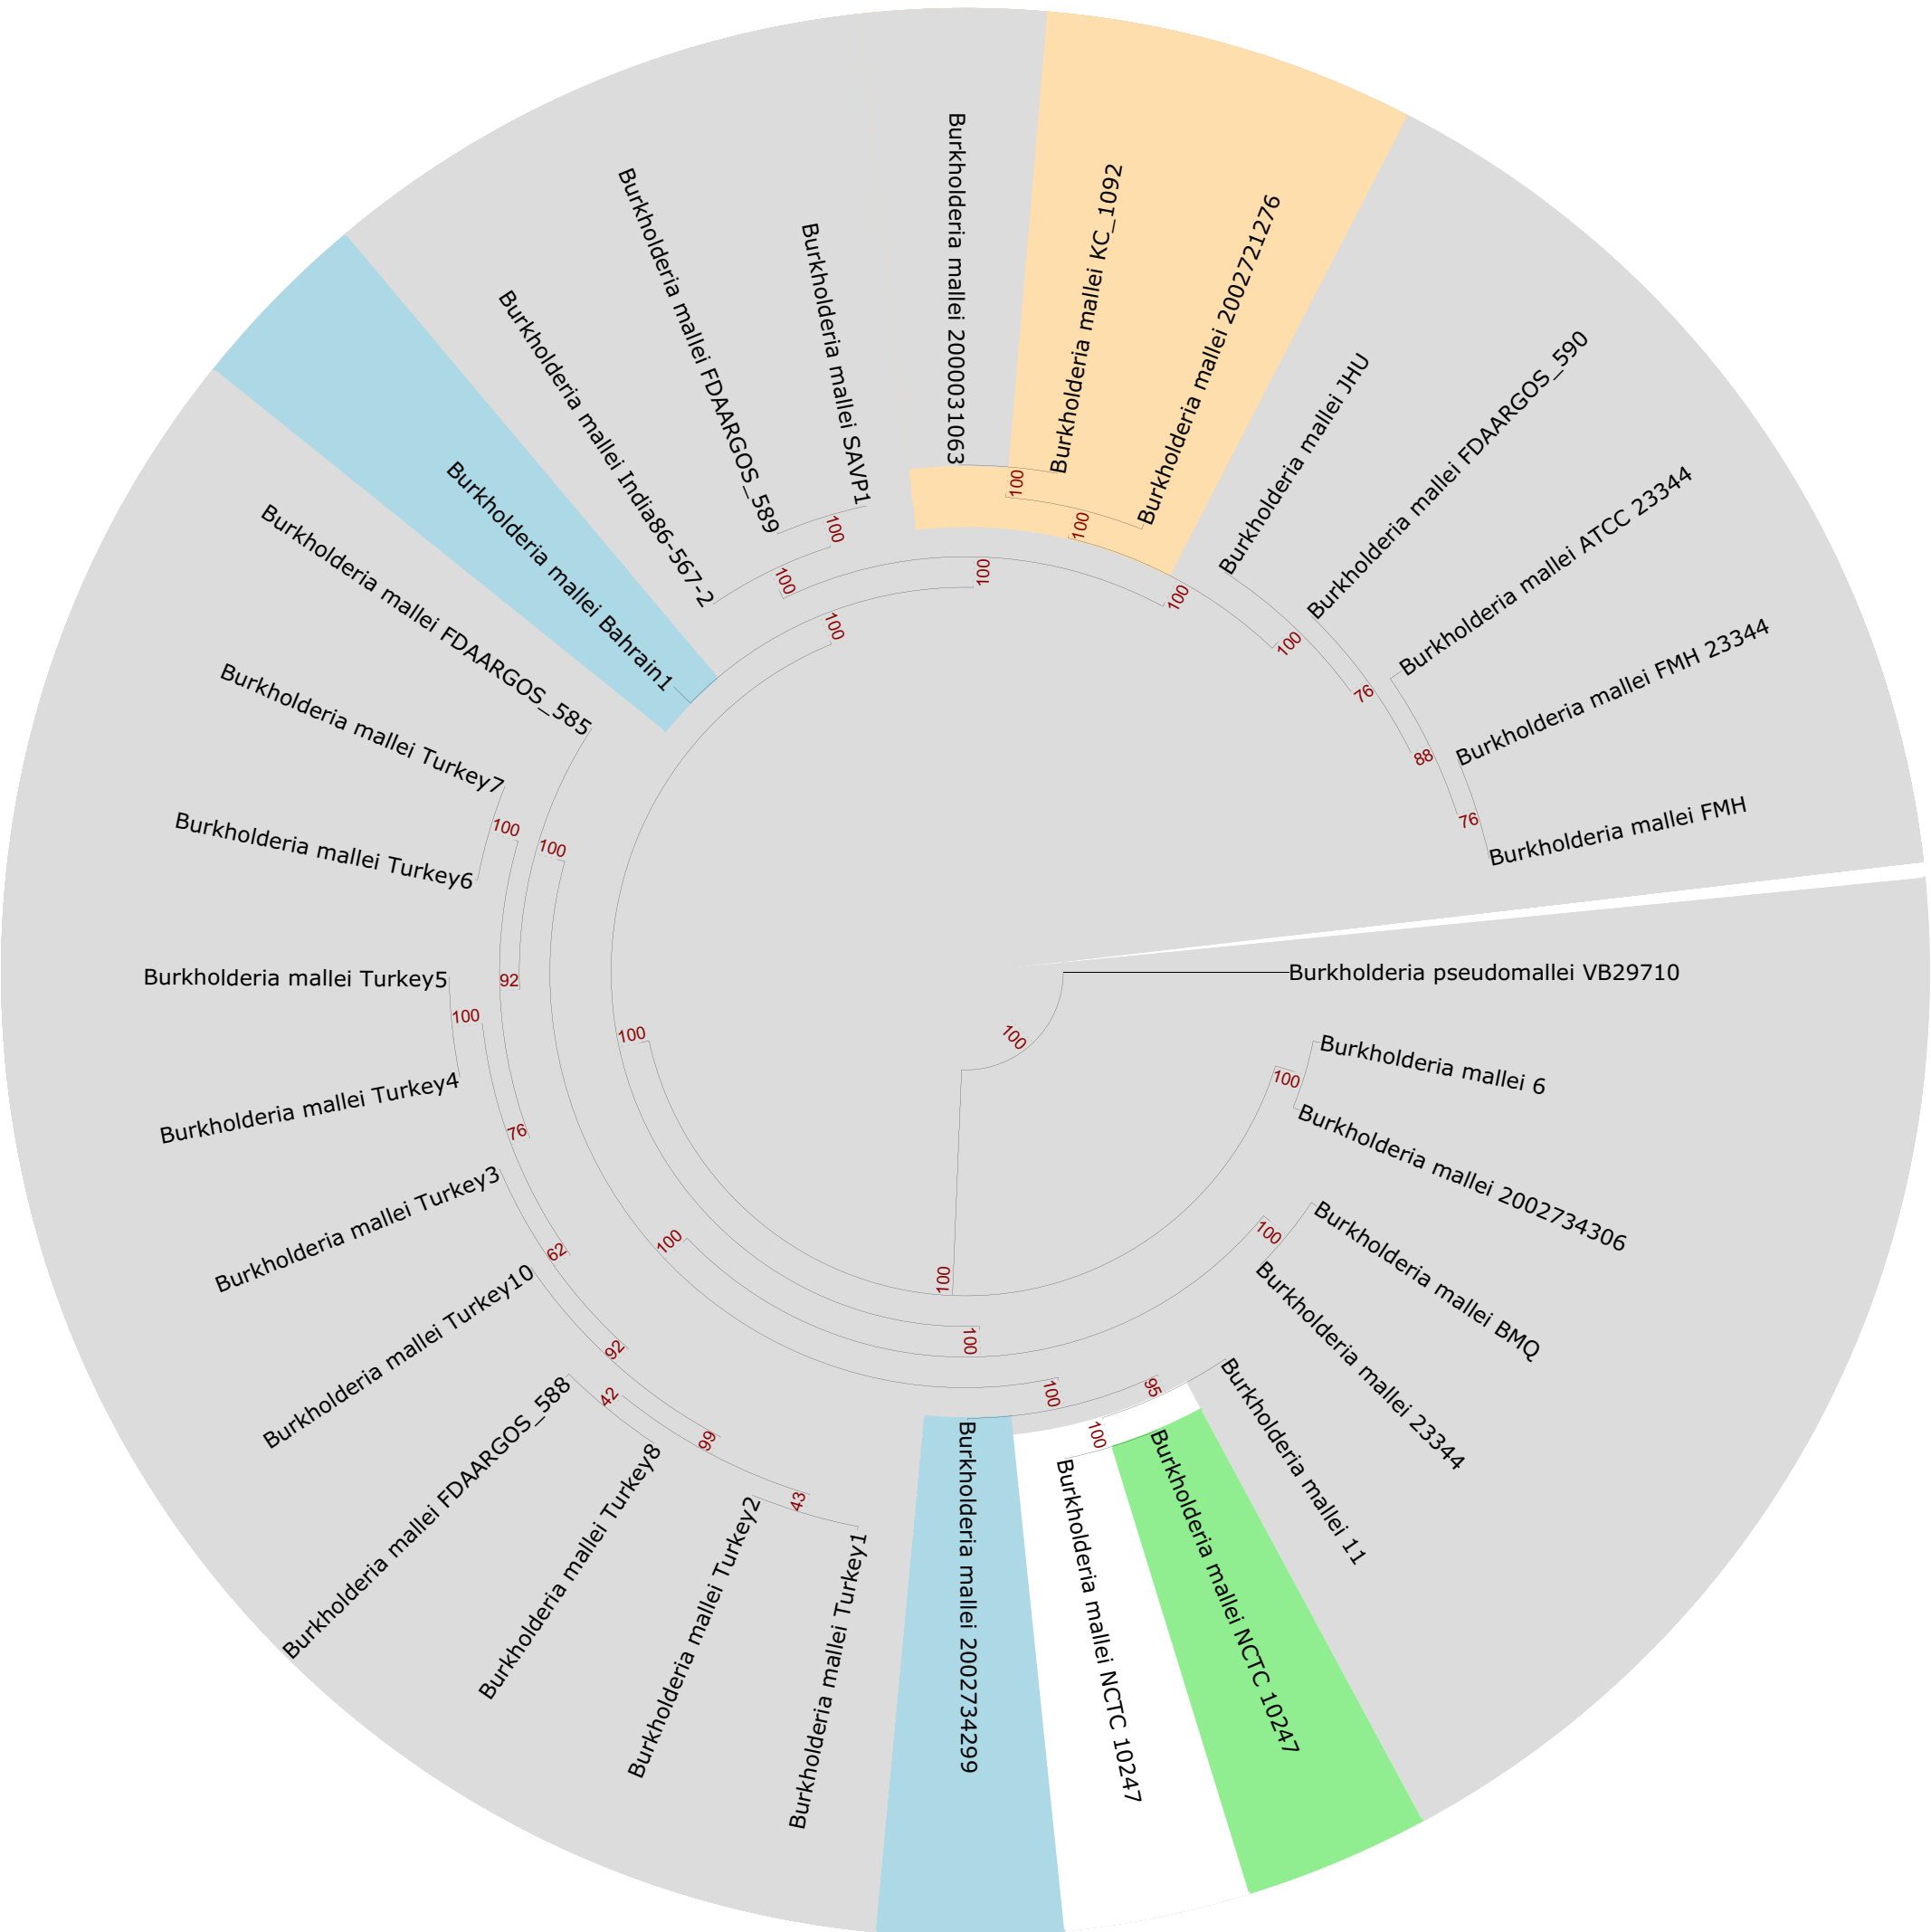 Burkholderia mallei 2000031063
Burkholderia mallei KC_1092
Burkholderia mallei 2002721276
Burkholderia mallei JHU
Burkholderia mallei FDAARGOS_590
Burkholderia mallei ATCC 23344
Burkholderia mallei FMH 23344
Burkholderia mallei FMH
Burkholderia pseudomallei VB29710
Burkholderia mallei 6
Burkholderia mallei 2002734306
Burkholderia mallei BMQ
Burkholderia mallei 23344
Burkholderia mallei 11
Burkholderia mallei NCTC 10247
Burkholderia mallei NCTC 10247
Burkholderia mallei 2002734299
Burkholderia mallei Turkey1
Burkholderia mallei Turkey2
Burkholderia mallei Turkey8
Burkholderia mallei FDAARGOS_588
Burkholderia mallei Turkey10
Burkholderia mallei Turkey3
Burkholderia mallei Turkey4
Burkholderia mallei Turkey5
Burkholderia mallei Turkey6
Burkholderia mallei Turkey7
Burkholderia mallei FDAARGOS_585
Burkholderia mallei Bahrain1
Burkholderia mallei India86-567-2
Burkholderia mallei FDAARGOS_589
Burkholderia mallei SAVP1
100
100
100
100
100
100
100
100
76
88
76
100
100
100
100
100
100
100
100
95
100
43
99
42
92
62
76
100
92
100
100